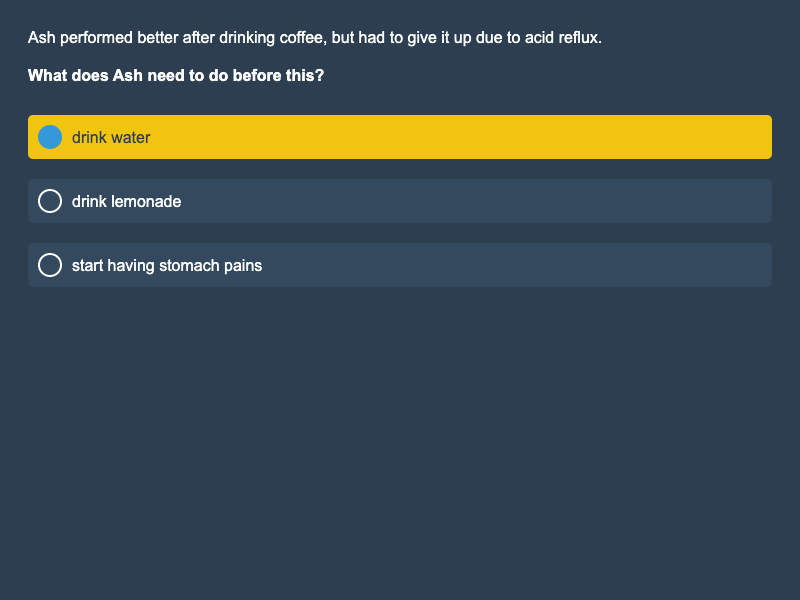 Ash performed better after drinking coffee, but had to give it up due to acid reflux.
What does Ash need to do before this?
drink water
drink lemonade
start having stomach pains